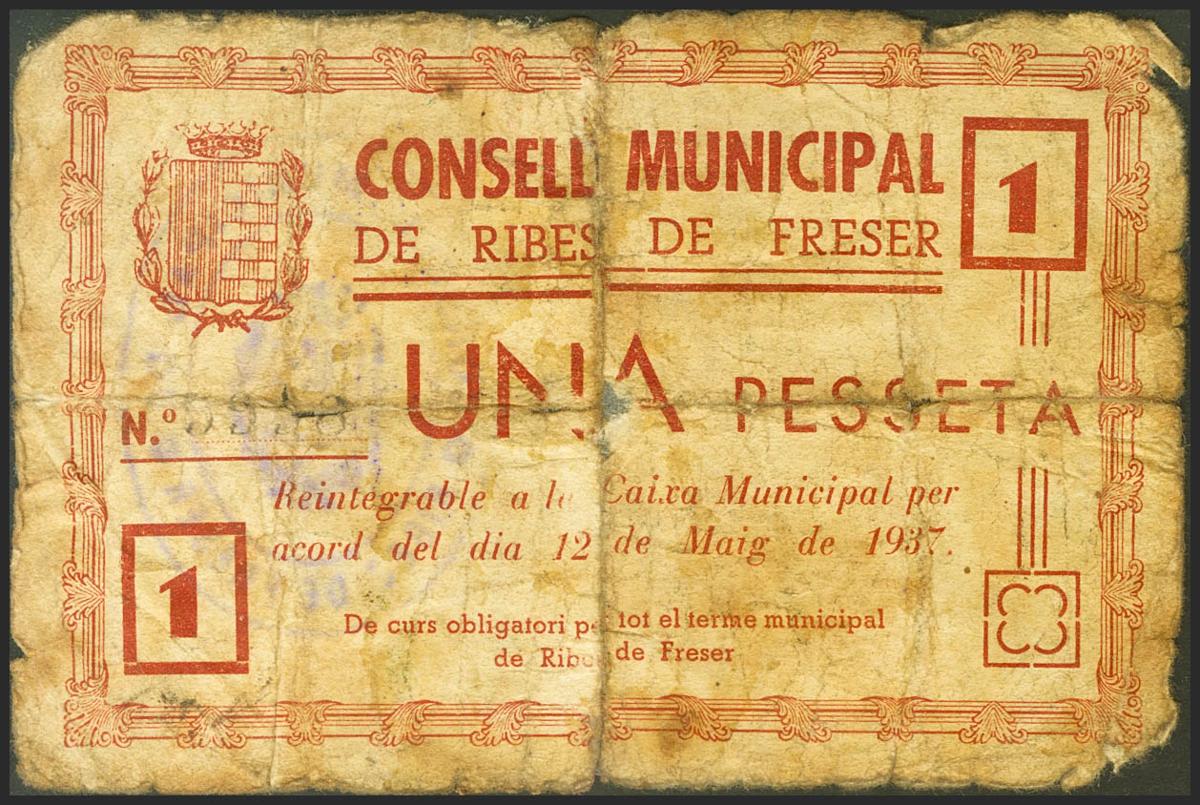 CONSELL MUNICIPAL
DE RIBES DE FRESER
1
UNA PESSETA
N.º
Reintegrable a la Caixa Municipal per
acord del dia 12 de Maig de 1937.
1
De curs obligatori per tot el terme municipal
de Ribes de Freser